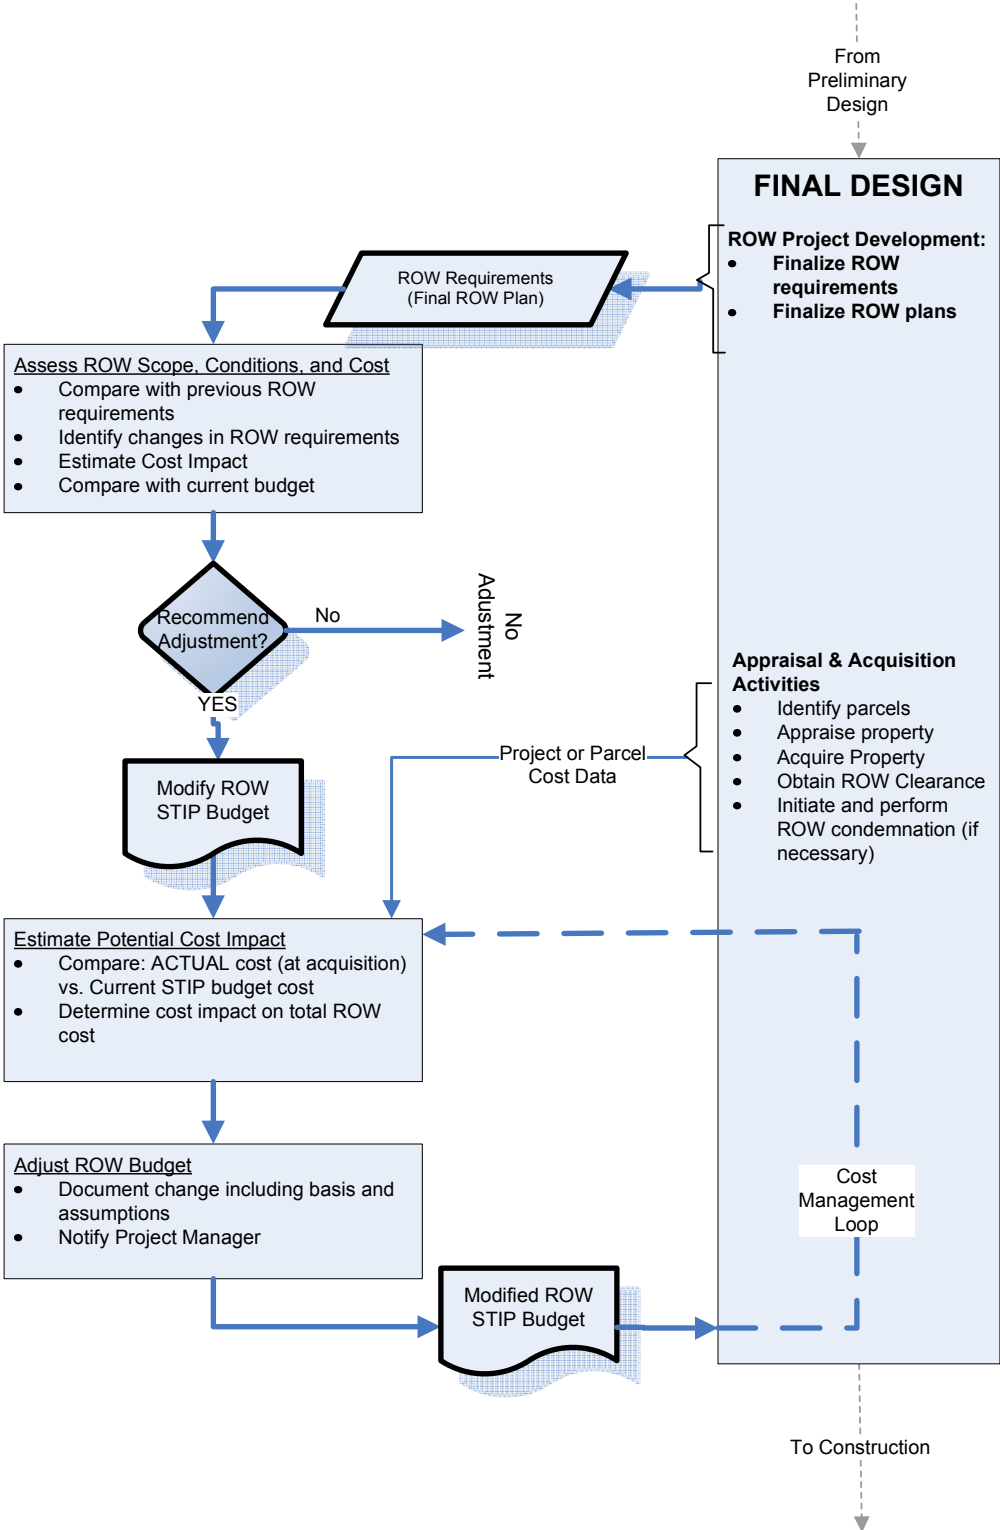 From
Preliminary
Design
FINAL DESIGN
ROW Project Development:
• Finalize ROW
requirements
• Finalize ROW plans
ROW Requirements
(Final ROW Plan)
Assess ROW Scope, Conditions, and Cost
• Compare with previous ROW
requirements
• Identify changes in ROW requirements
• Estimate Cost Impact
• Compare with current budget
Recommend
Adjustment?
No
No
Adustment
YES
Appraisal & Acquisition
Activities
• Identify parcels
• Appraise property
• Acquire Property
• Obtain ROW Clearance
• Initiate and perform
ROW condemnation (if
necessary)
Project or Parcel
Cost Data
Modify ROW
STIP Budget
Estimate Potential Cost Impact
• Compare: ACTUAL cost (at acquisition)
vs. Current STIP budget cost
• Determine cost impact on total ROW
cost
Adjust ROW Budget
• Document change including basis and
assumptions
• Notify Project Manager
Cost
Management
Loop
Modified ROW
STIP Budget
To Construction